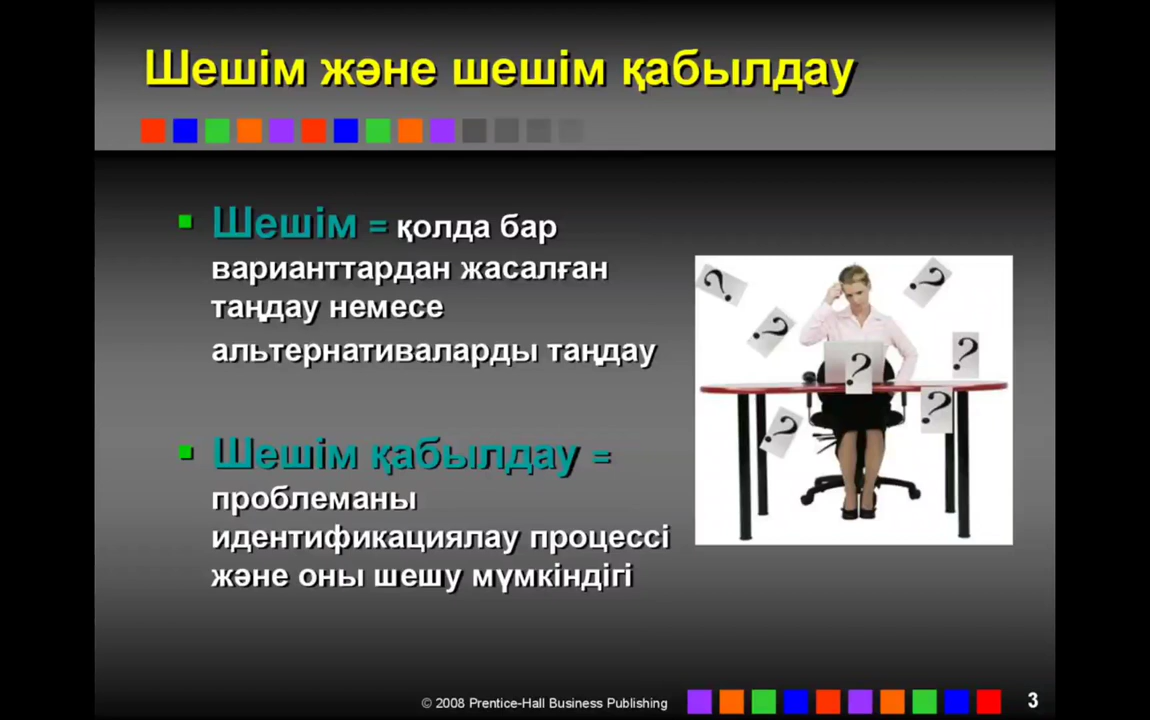 Шешім және шешім қабылдау
Шешім = қолда бар
варианттардан жасалған
таңдау немесе
альтернативаларды таңдау
Шешім қабылдау =
проблеманы
идентификациялау процессі
және оны шешу мүмкіндігі
? ? ? ? ? ? ?
© 2008 Prentice-Hall Business Publishing
3